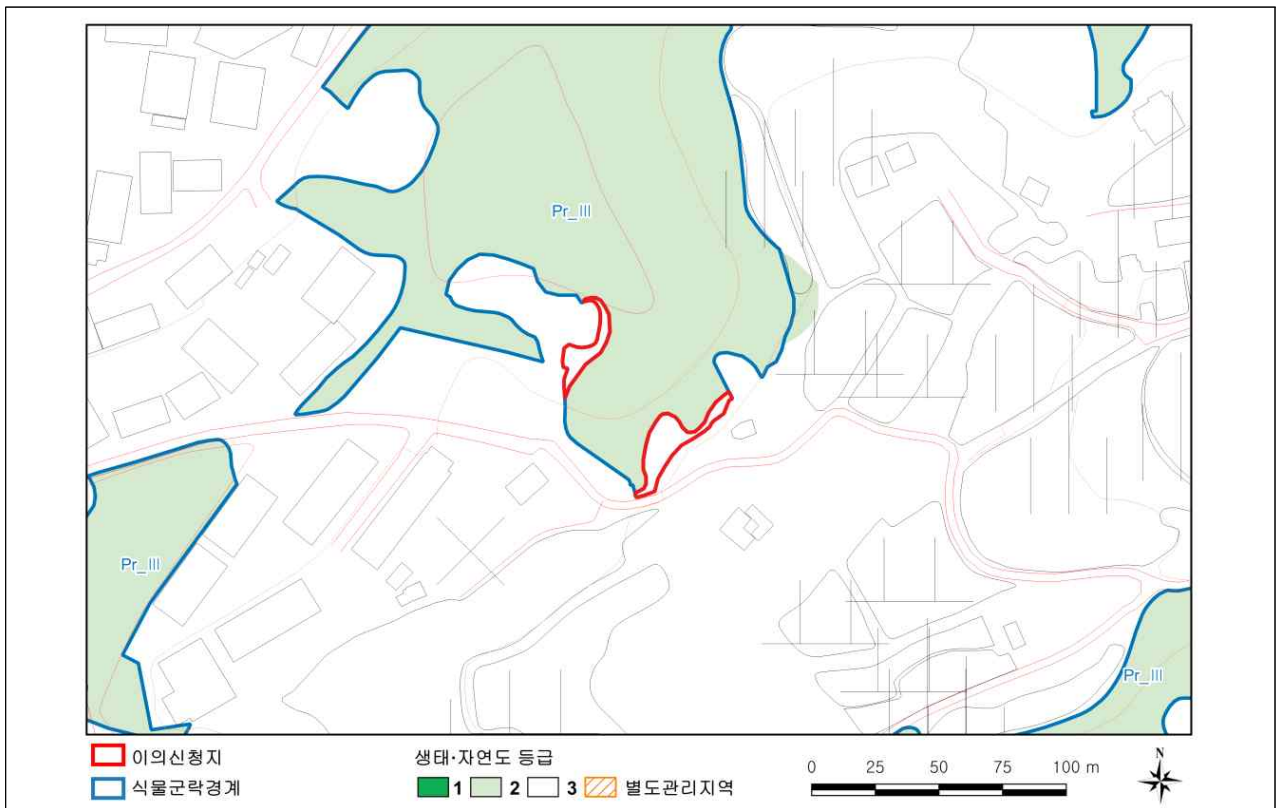 Pr_III
Pr_III
Pr_III
이의신청지
식물군락경계
생태·자연도 등급
1 2 3 별도관리지역
0 25 50 75 100 m
N